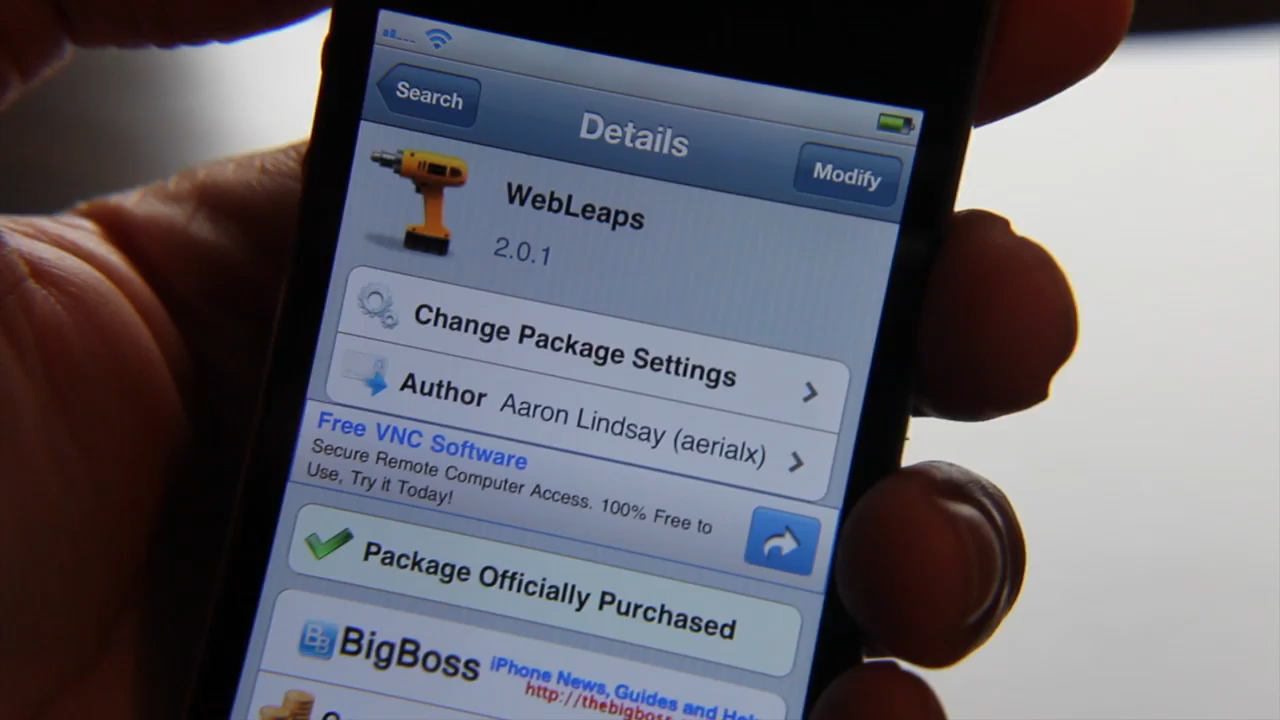 Search
Details
Modify
WebLeaps
2.0.1
Change Package Settings
Author Aaron Lindsay (aerialx)
Free VNC Software
Secure Remote Computer Access. 100% Free to
Use, Try it Today!
Package Officially Purchased
BB BigBoss
iPhone News, Guides and Hel
http://thebigboss